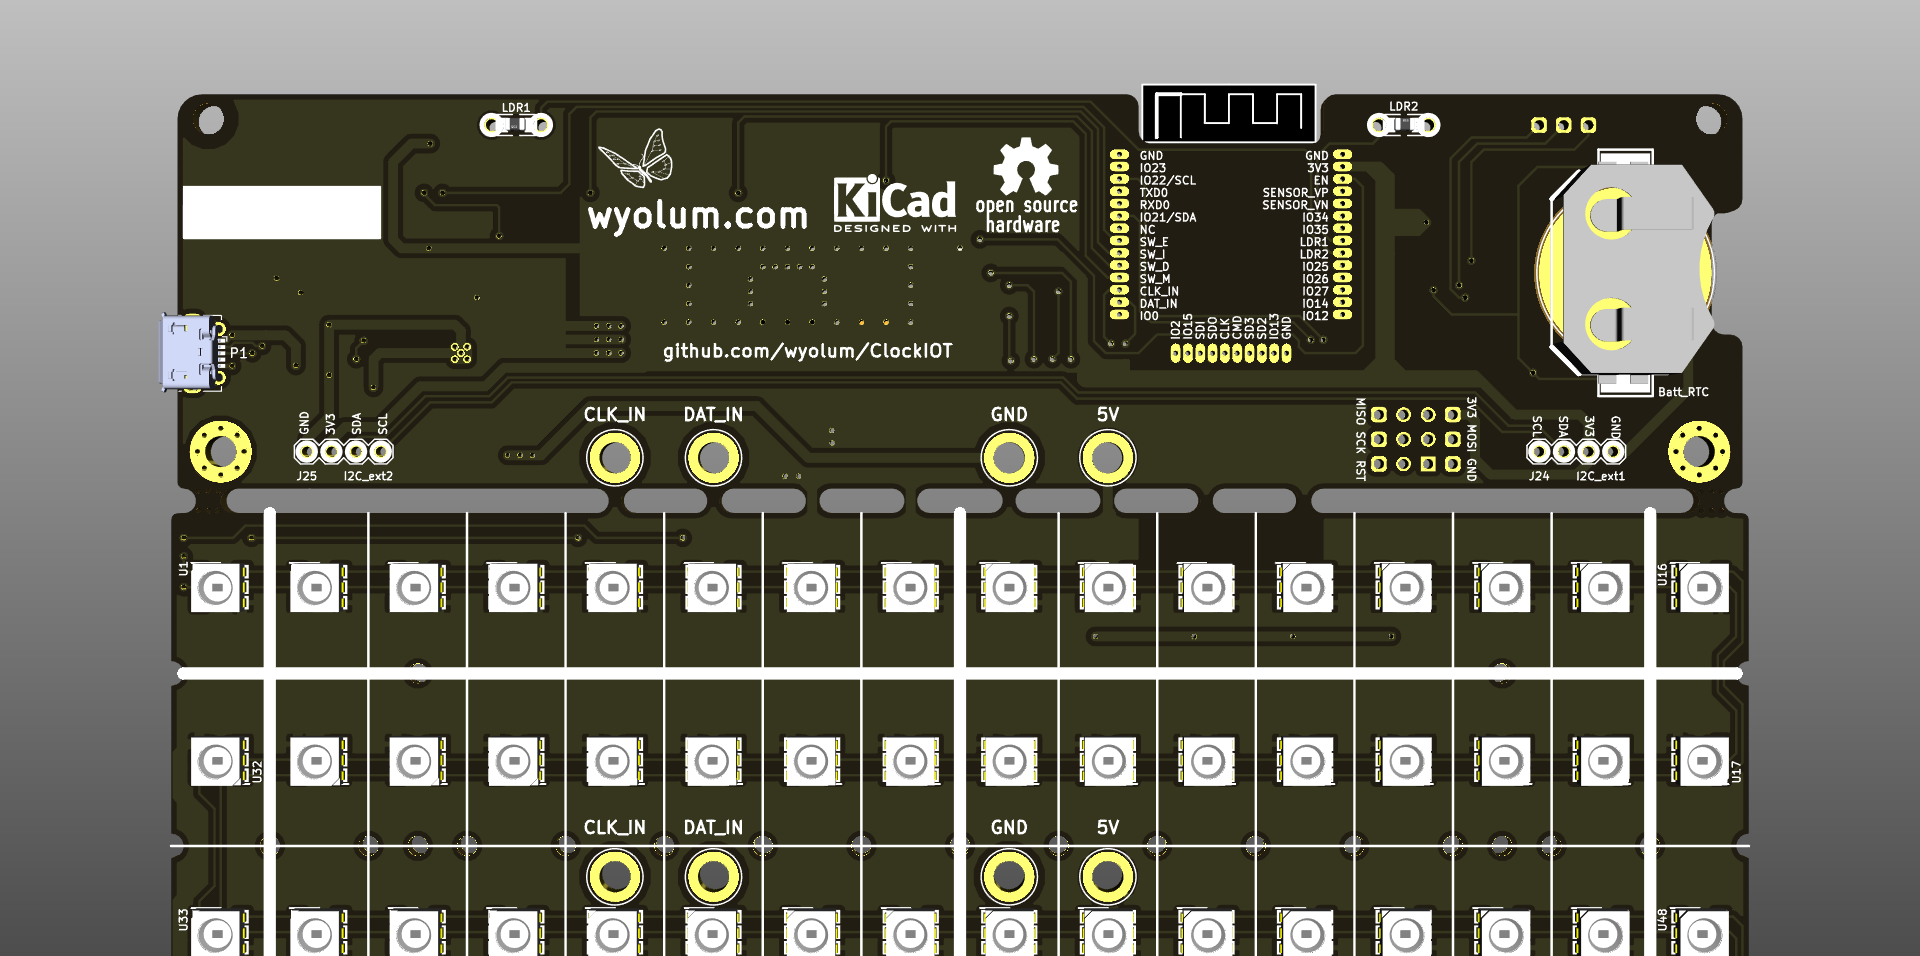 LDR1
LDR2
wyolum.com
KiCad
DESIGNED WITH
open source
hardware
GND
IO23
IO22/SCL
TXD0
RXD0
IO21/SDA
NC
SW_E
SW_I
SW_D
SW_M
CLK_IN
DAT_IN
IO0
GND
3V3
EN
SENSOR_VP
SENSOR_VN
IO34
IO35
LDR1
LDR2
IO25
IO26
IO27
IO14
IO12
IO2
IO15
SDI
SDO
CLK
CMD
SD3
SD2
IO13
GND
github.com/wyolum/ClockIOT
P1
Batt_RTC
GND
3V3
SDA
SCL
J25
I2C_ext2
CLK_IN
DAT_IN
GND
5V
MISO SCK RST
3V3 MOSI GND
SCL
SDA
3V3
GND
J24
I2C_ext1
U1
U16
U32
U17
CLK_IN
DAT_IN
GND
5V
U33
U48